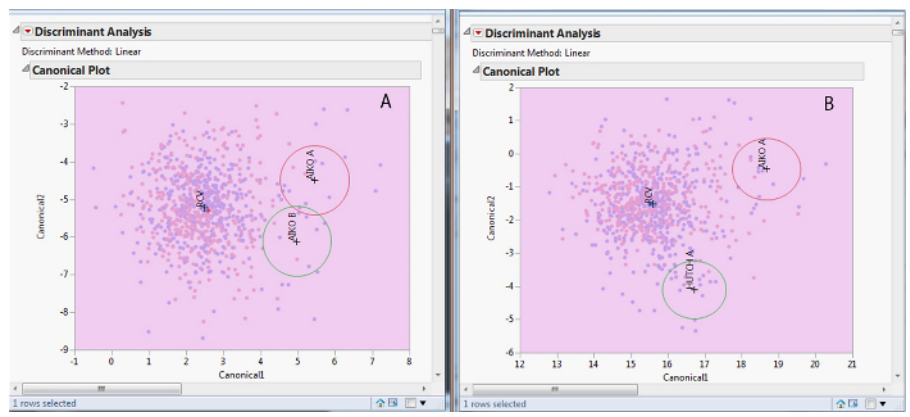 Discriminant Analysis
Discriminant Method: Linear
Canonical Plot
A
-2
-3
-4
-5
-6
-7
-8
-9
Canonical2
RCV
AIKO A
AIKO B
-1 0 1 2 3 4 5 6 7 8
Canonical1
1 rows selected
Discriminant Analysis
Discriminant Method: Linear
Canonical Plot
B
2
1
0
-1
-2
-3
-4
-5
-6
Canonical2
RCV
AIKO A
HUTCH A
12 13 14 15 16 17 18 19 20 21
Canonical1
1 rows selected